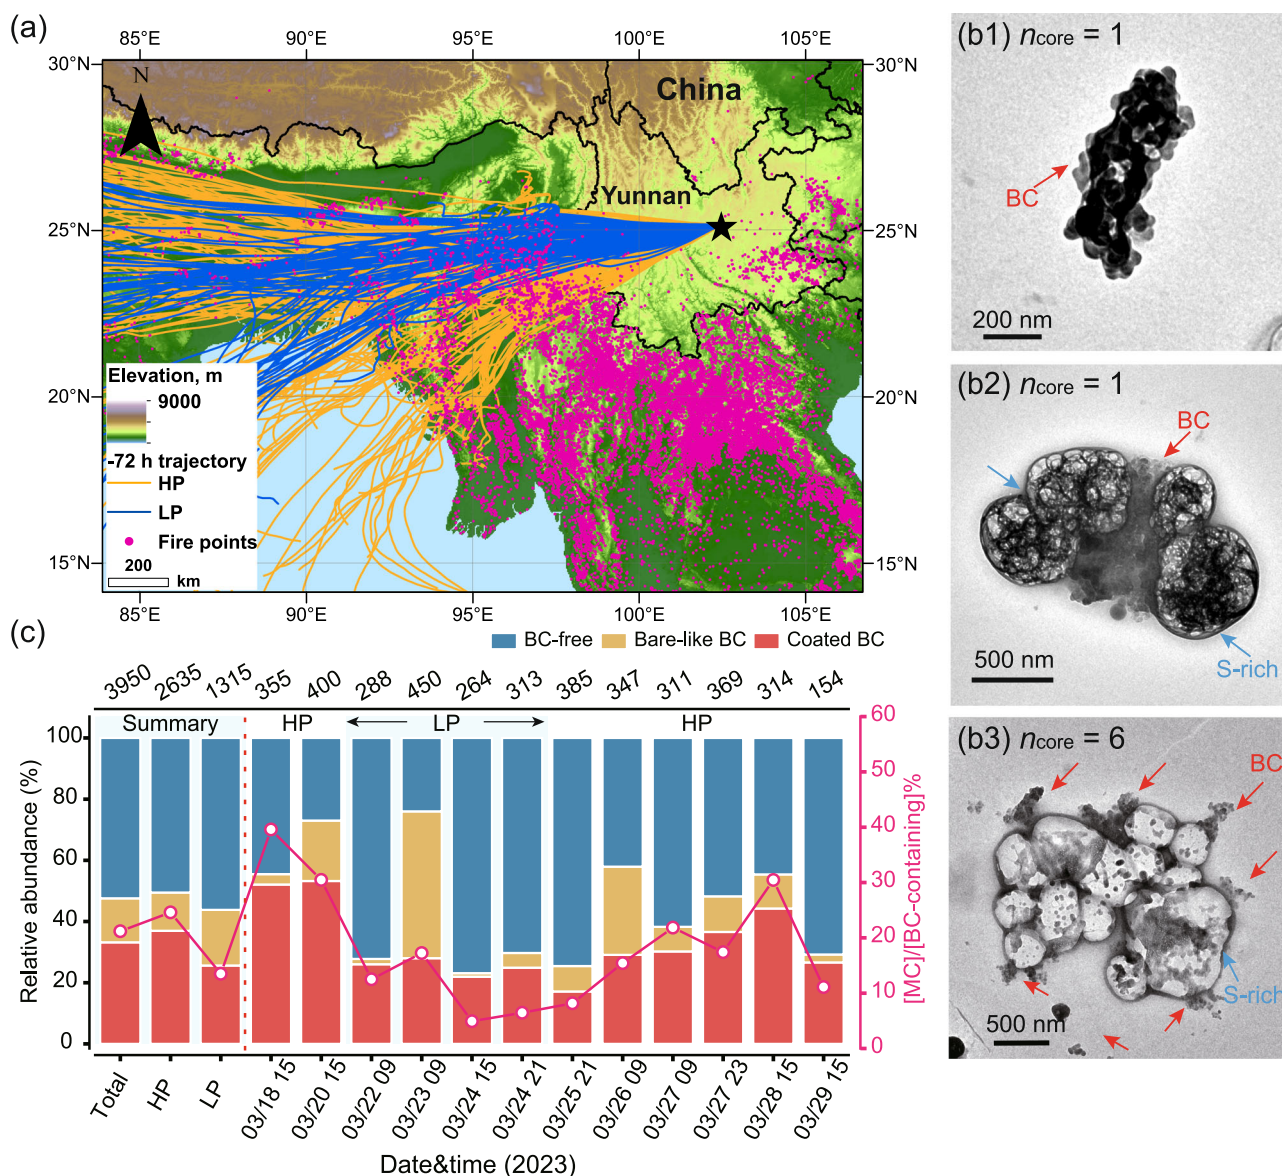 (a)
85°E 90°E 95°E 100°E 105°E
30°N 30°N
N
China
Yunnan
25°N 25°N
Elevation, m
9000
20°N 20°N
-72 h trajectory
HP
LP
Fire points
200
km
15°N 15°N
85°E 90°E 95°E 100°E 105°E
(b1) ncore = 1
BC
200 nm
(b2) ncore = 1
BC
S-rich
500 nm
(b3) ncore = 6
BC
S-rich
500 nm
(c)
BC-free Bare-like BC Coated BC
3950 2635 1315 355 400 288 450 264 313 385 347 311 369 314 154
Summary HP LP HP
Relative abundance (%)
100
80
60
40
20
0
60
50
40
30
20
10
0
[MC]/[BC-containing]%
Total HP LP 03/18 15 03/20 15 03/22 09 03/23 09 03/24 15 03/24 21 03/25 21 03/26 09 03/27 09 03/27 23 03/28 15 03/29 15
Date&time (2023)